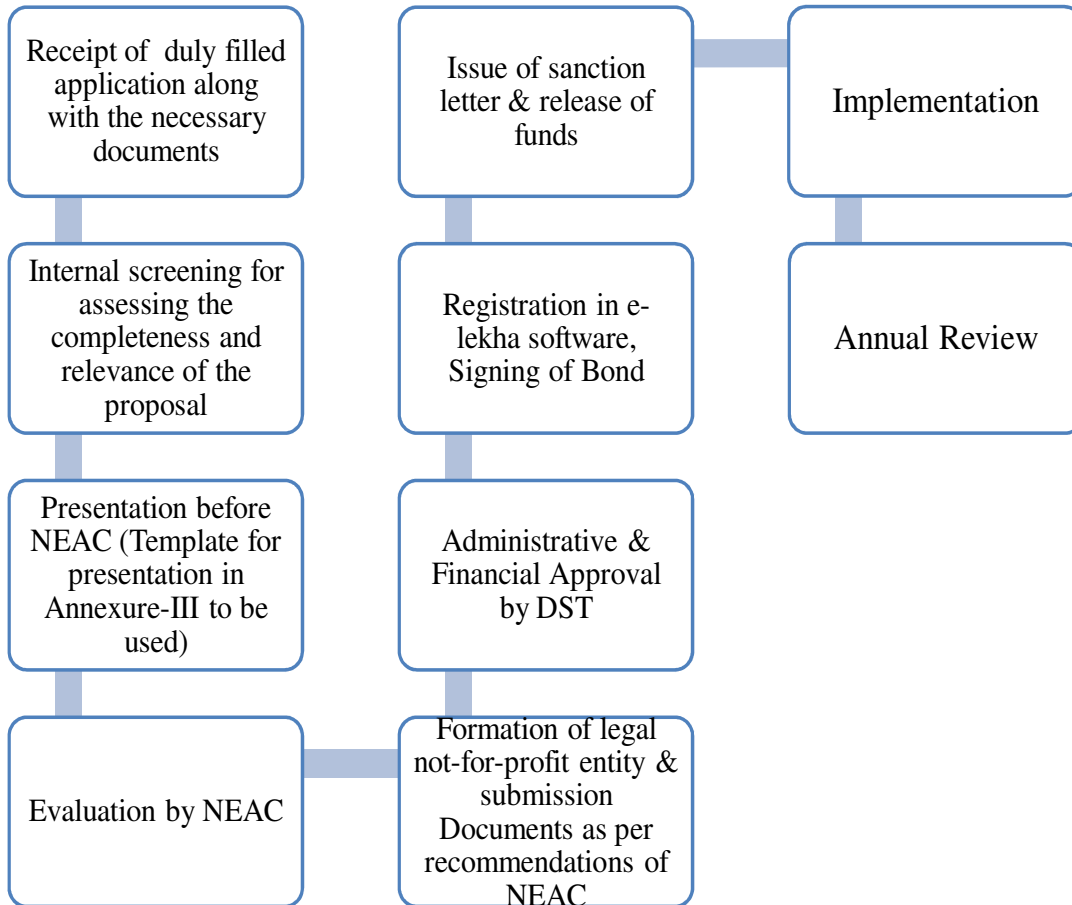 Receipt of duly filled
application along
with the necessary
documents
Internal screening for
assessing the
completeness and
relevance of the
proposal
Presentation before
NEAC (Template for
presentation in
Annexure-III to be
used)
Evaluation by NEAC
Formation of legal
not-for-profit entity &
submission
Documents as per
recommendations of
NEAC
Administrative &
Financial Approval
by DST
Registration in e-
lekha software,
Signing of Bond
Issue of sanction
letter & release of
funds
Implementation
Annual Review